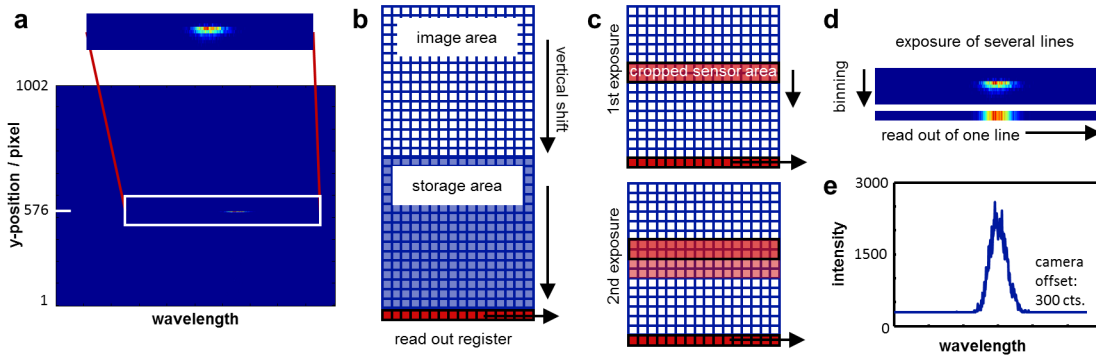 a
1002
y-position / pixel
576
1
wavelength
b
image area
vertical shift
storage area
read out register
c
1st exposure
cropped sensor area
2nd exposure
d
exposure of several lines
binning
read out of one line
e
3000
intensity
1500
camera
offset:
300 cts.
0
wavelength